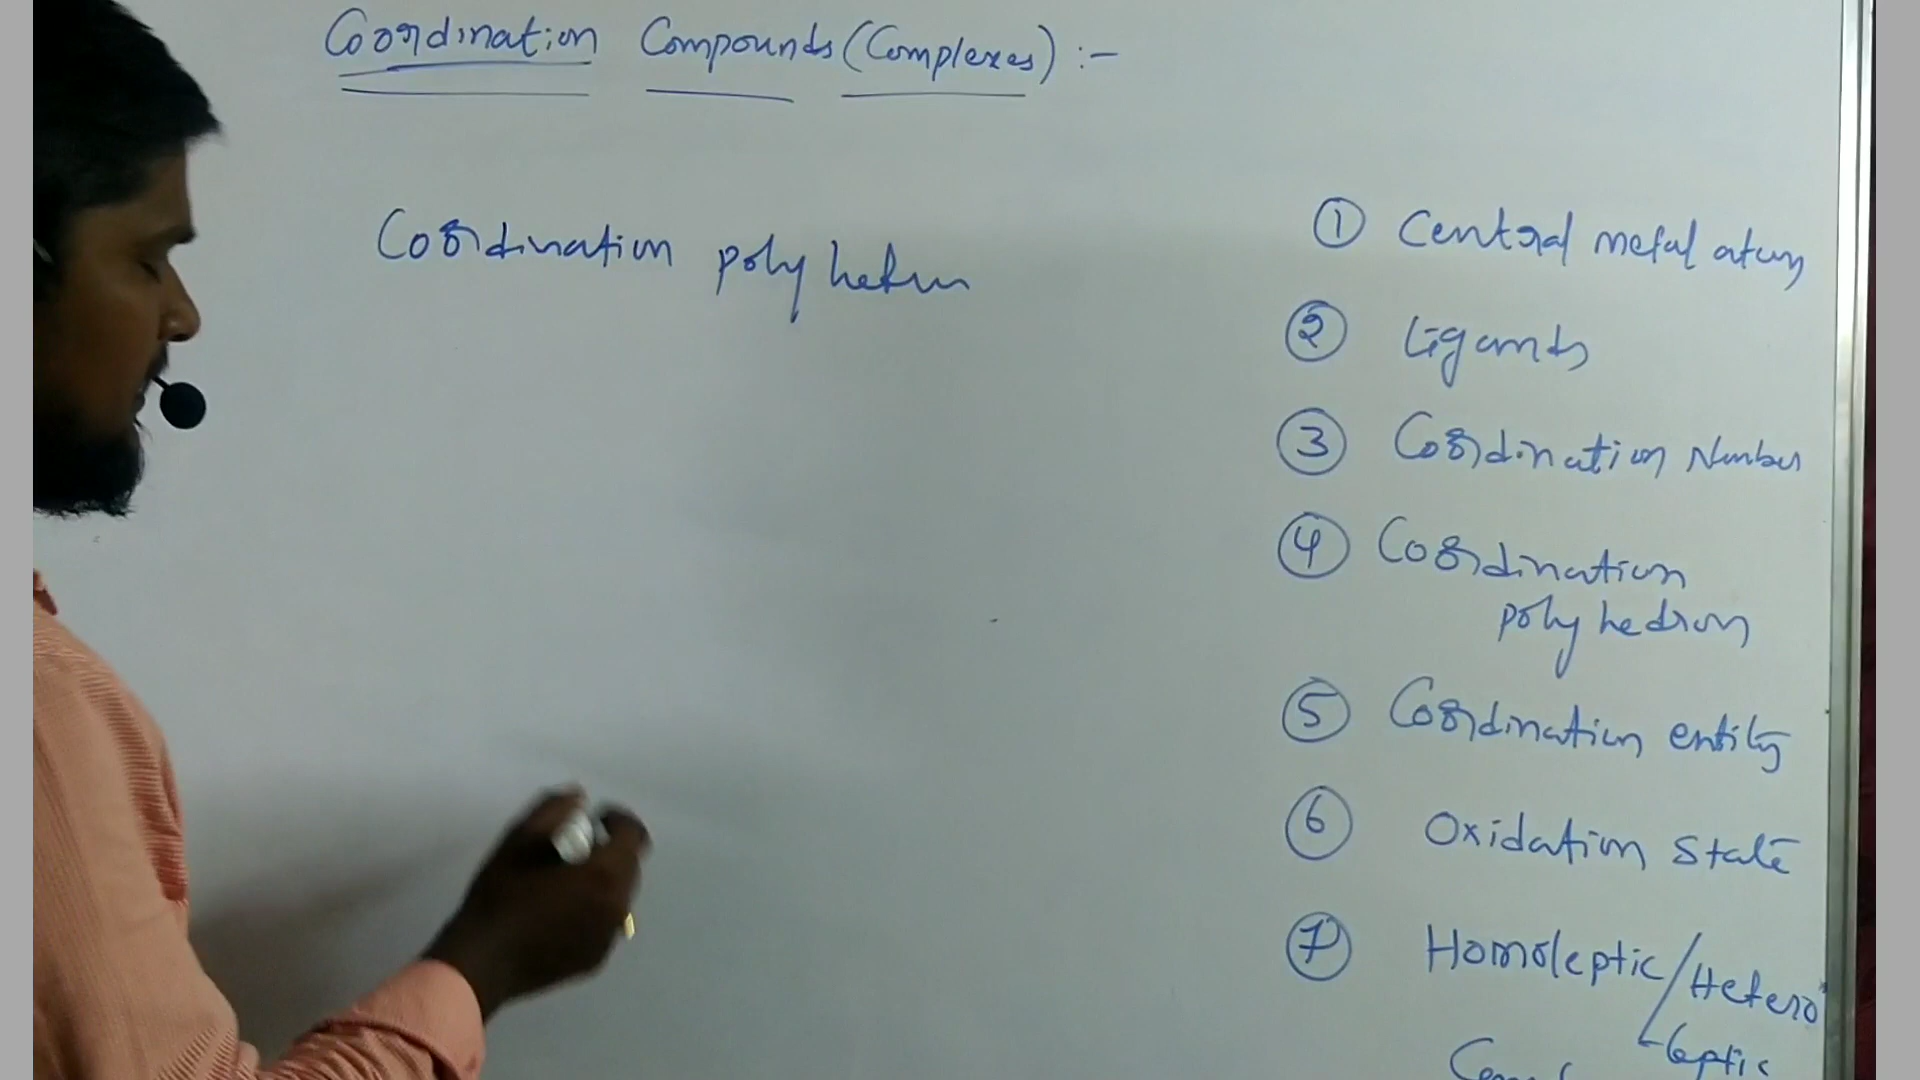 Coordination Compounds (Complexes) :-
Coordination polyhedron
① Central metal atom
② Ligands
③ Coordination Number
④ Coordination
polyhedron
⑤ Coordination entity
⑥ Oxidation state
⑦ Homoleptic/Hetero
leptic